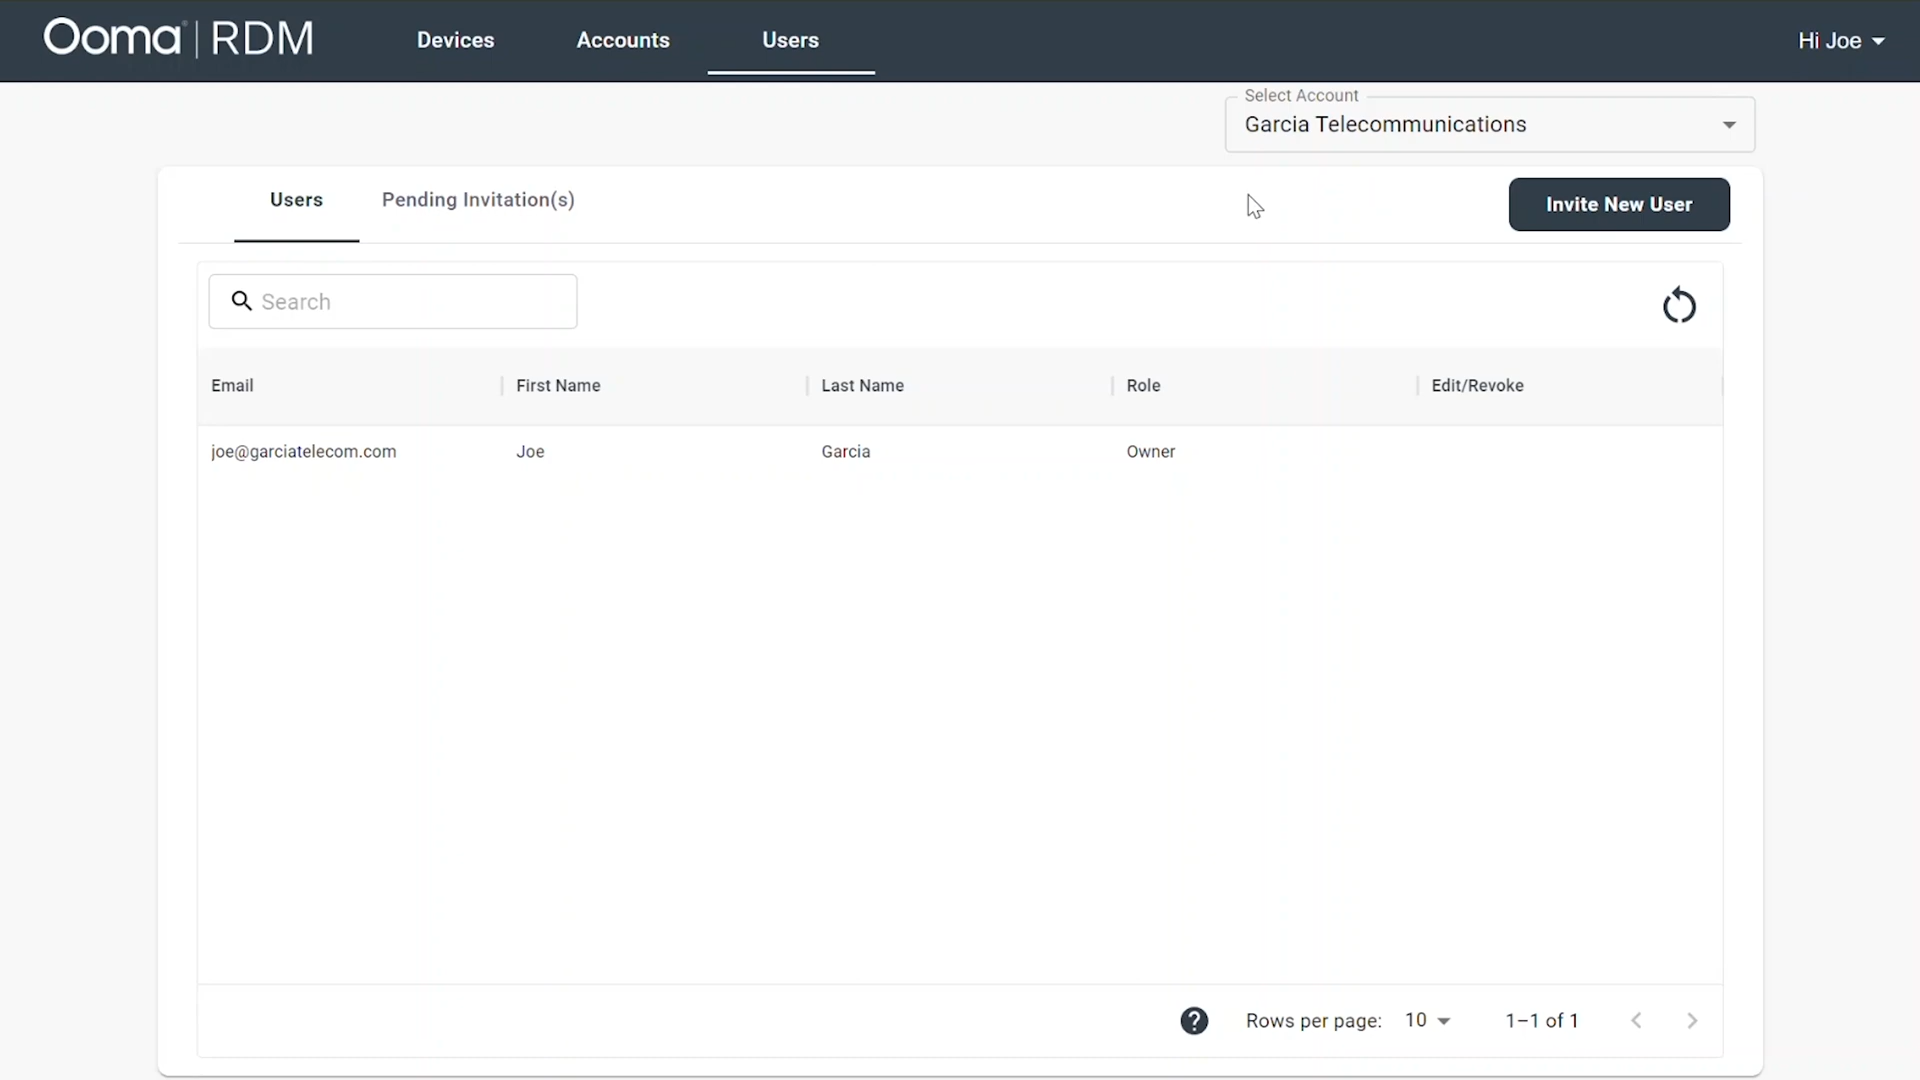 Ooma® | RDM Devices Accounts Users Hi Joe
Select Account
Garcia Telecommunications
Users Pending Invitation(s) Invite New User
Search
Email First Name Last Name Role Edit/Revoke
joe@garciatelecom.com Joe Garcia Owner
? Rows per page: 10 1–1 of 1